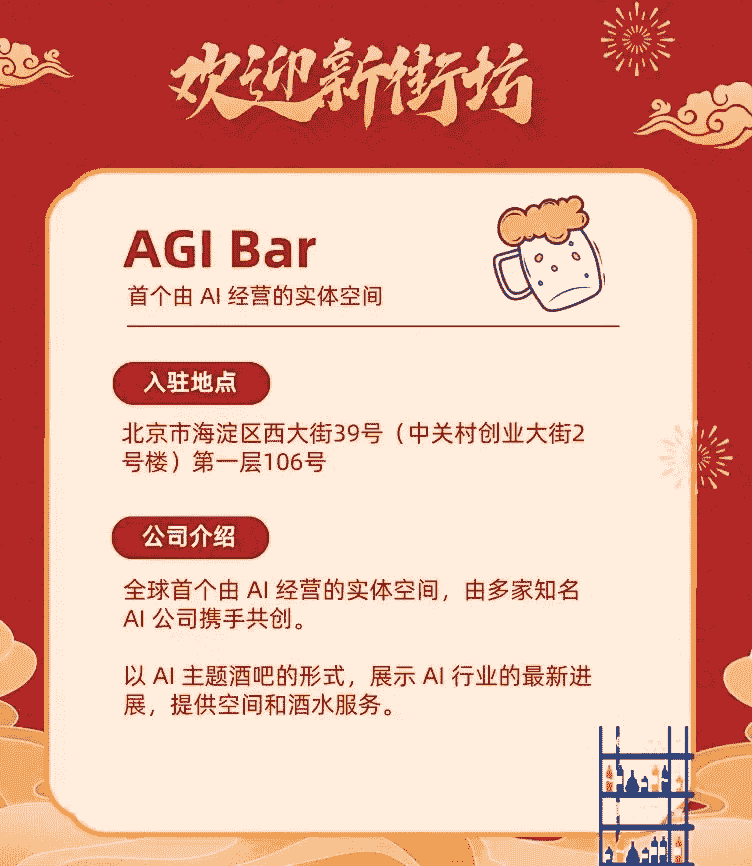 欢迎新街坊
AGI Bar
首个由 AI 经营的实体空间
入驻地点
北京市海淀区西大街39号（中关村创业大街2
号楼）第一层106号
公司介绍
全球首个由 AI 经营的实体空间，由多家知名
AI 公司携手共创。
以 AI 主题酒吧的形式，展示 AI 行业的最新进
展，提供空间和酒水服务。